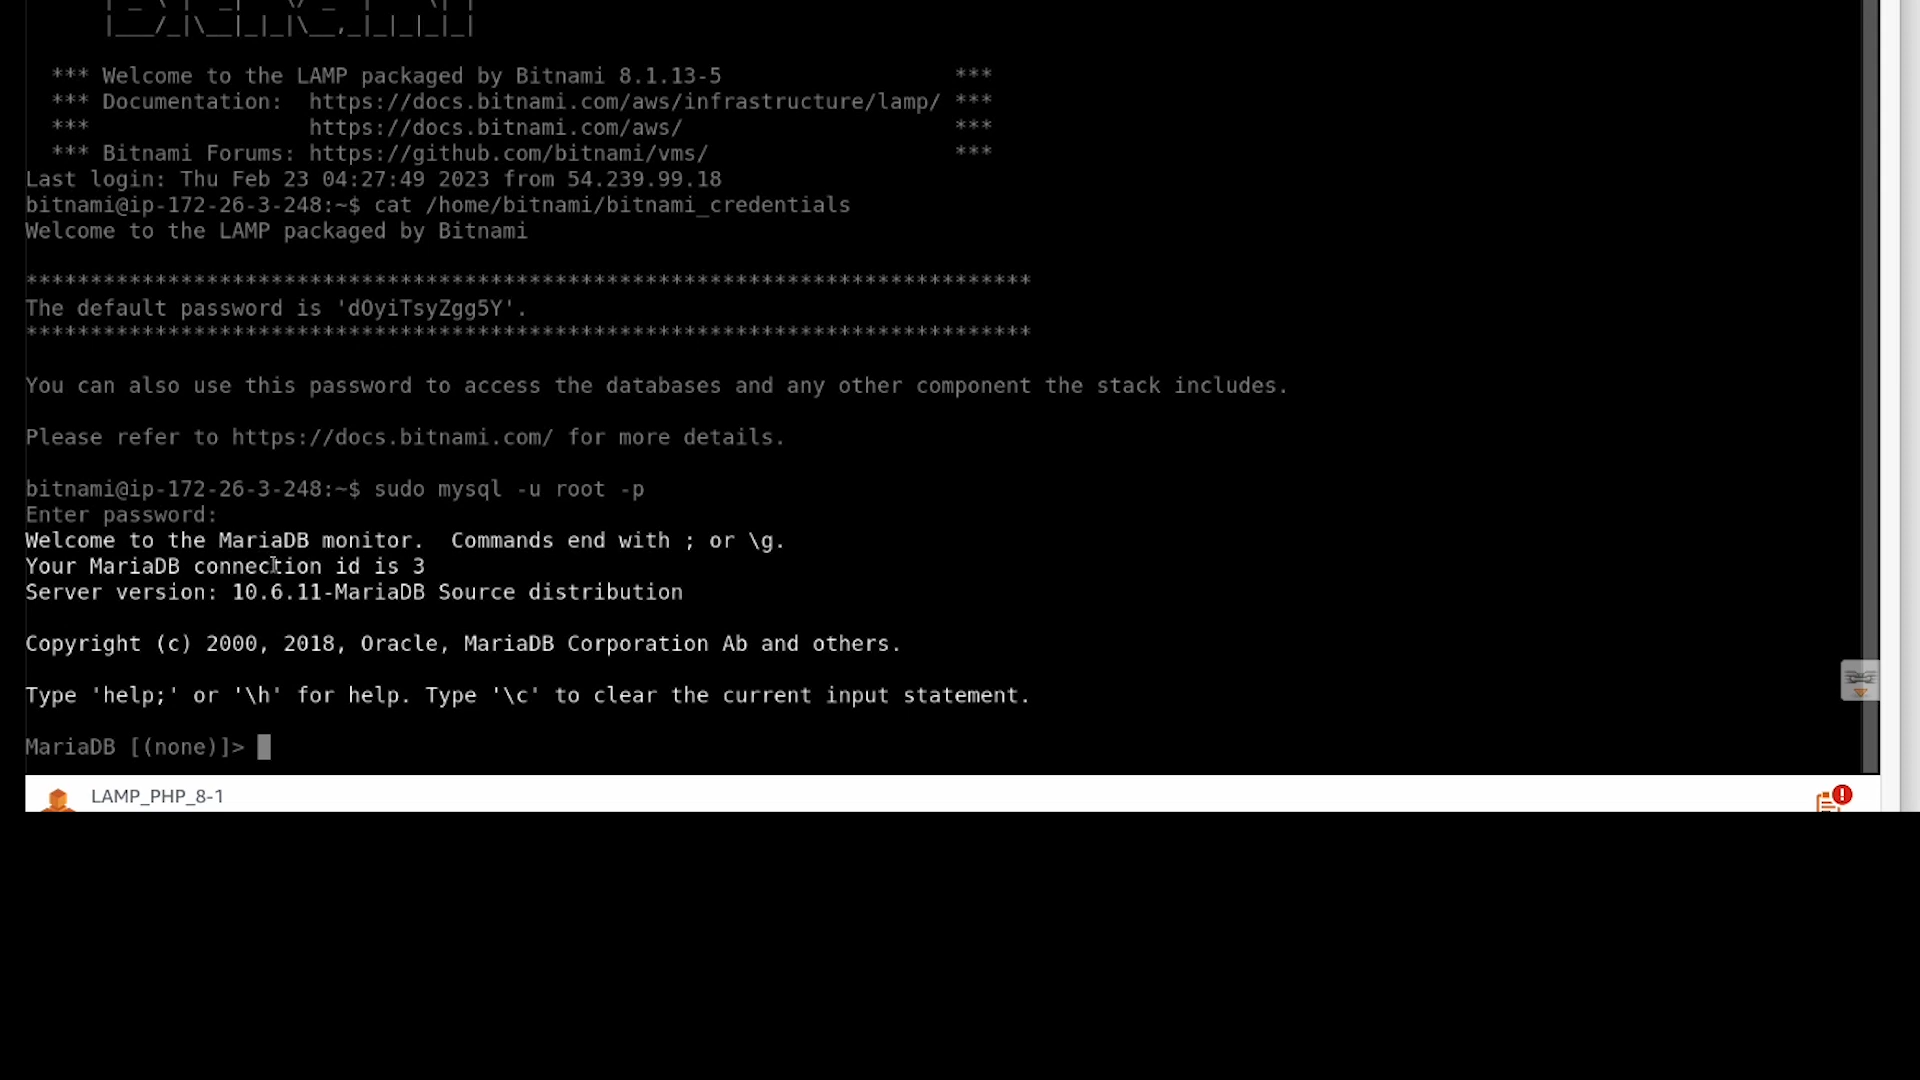 *** Welcome to the LAMP packaged by Bitnami 8.1.13-5 ***
*** Documentation: https://docs.bitnami.com/aws/infrastructure/lamp/ ***
*** https://docs.bitnami.com/aws/ ***
*** Bitnami Forums: https://github.com/bitnami/vms/ ***
Last login: Thu Feb 23 04:27:49 2023 from 54.239.99.18
bitnami@ip-172-26-3-248:~$ cat /home/bitnami/bitnami_credentials
Welcome to the LAMP packaged by Bitnami
******************************************************************************
The default password is 'dOyiTsyZgg5Y'.
******************************************************************************
You can also use this password to access the databases and any other component the stack includes.
Please refer to https://docs.bitnami.com/ for more details.
bitnami@ip-172-26-3-248:~$ sudo mysql -u root -p
Enter password:
Welcome to the MariaDB monitor.  Commands end with ; or \g.
Your MariaDB connection id is 3
Server version: 10.6.11-MariaDB Source distribution
Copyright (c) 2000, 2018, Oracle, MariaDB Corporation Ab and others.
Type 'help;' or '\h' for help. Type '\c' to clear the current input statement.
MariaDB [(none)]>
LAMP_PHP_8-1